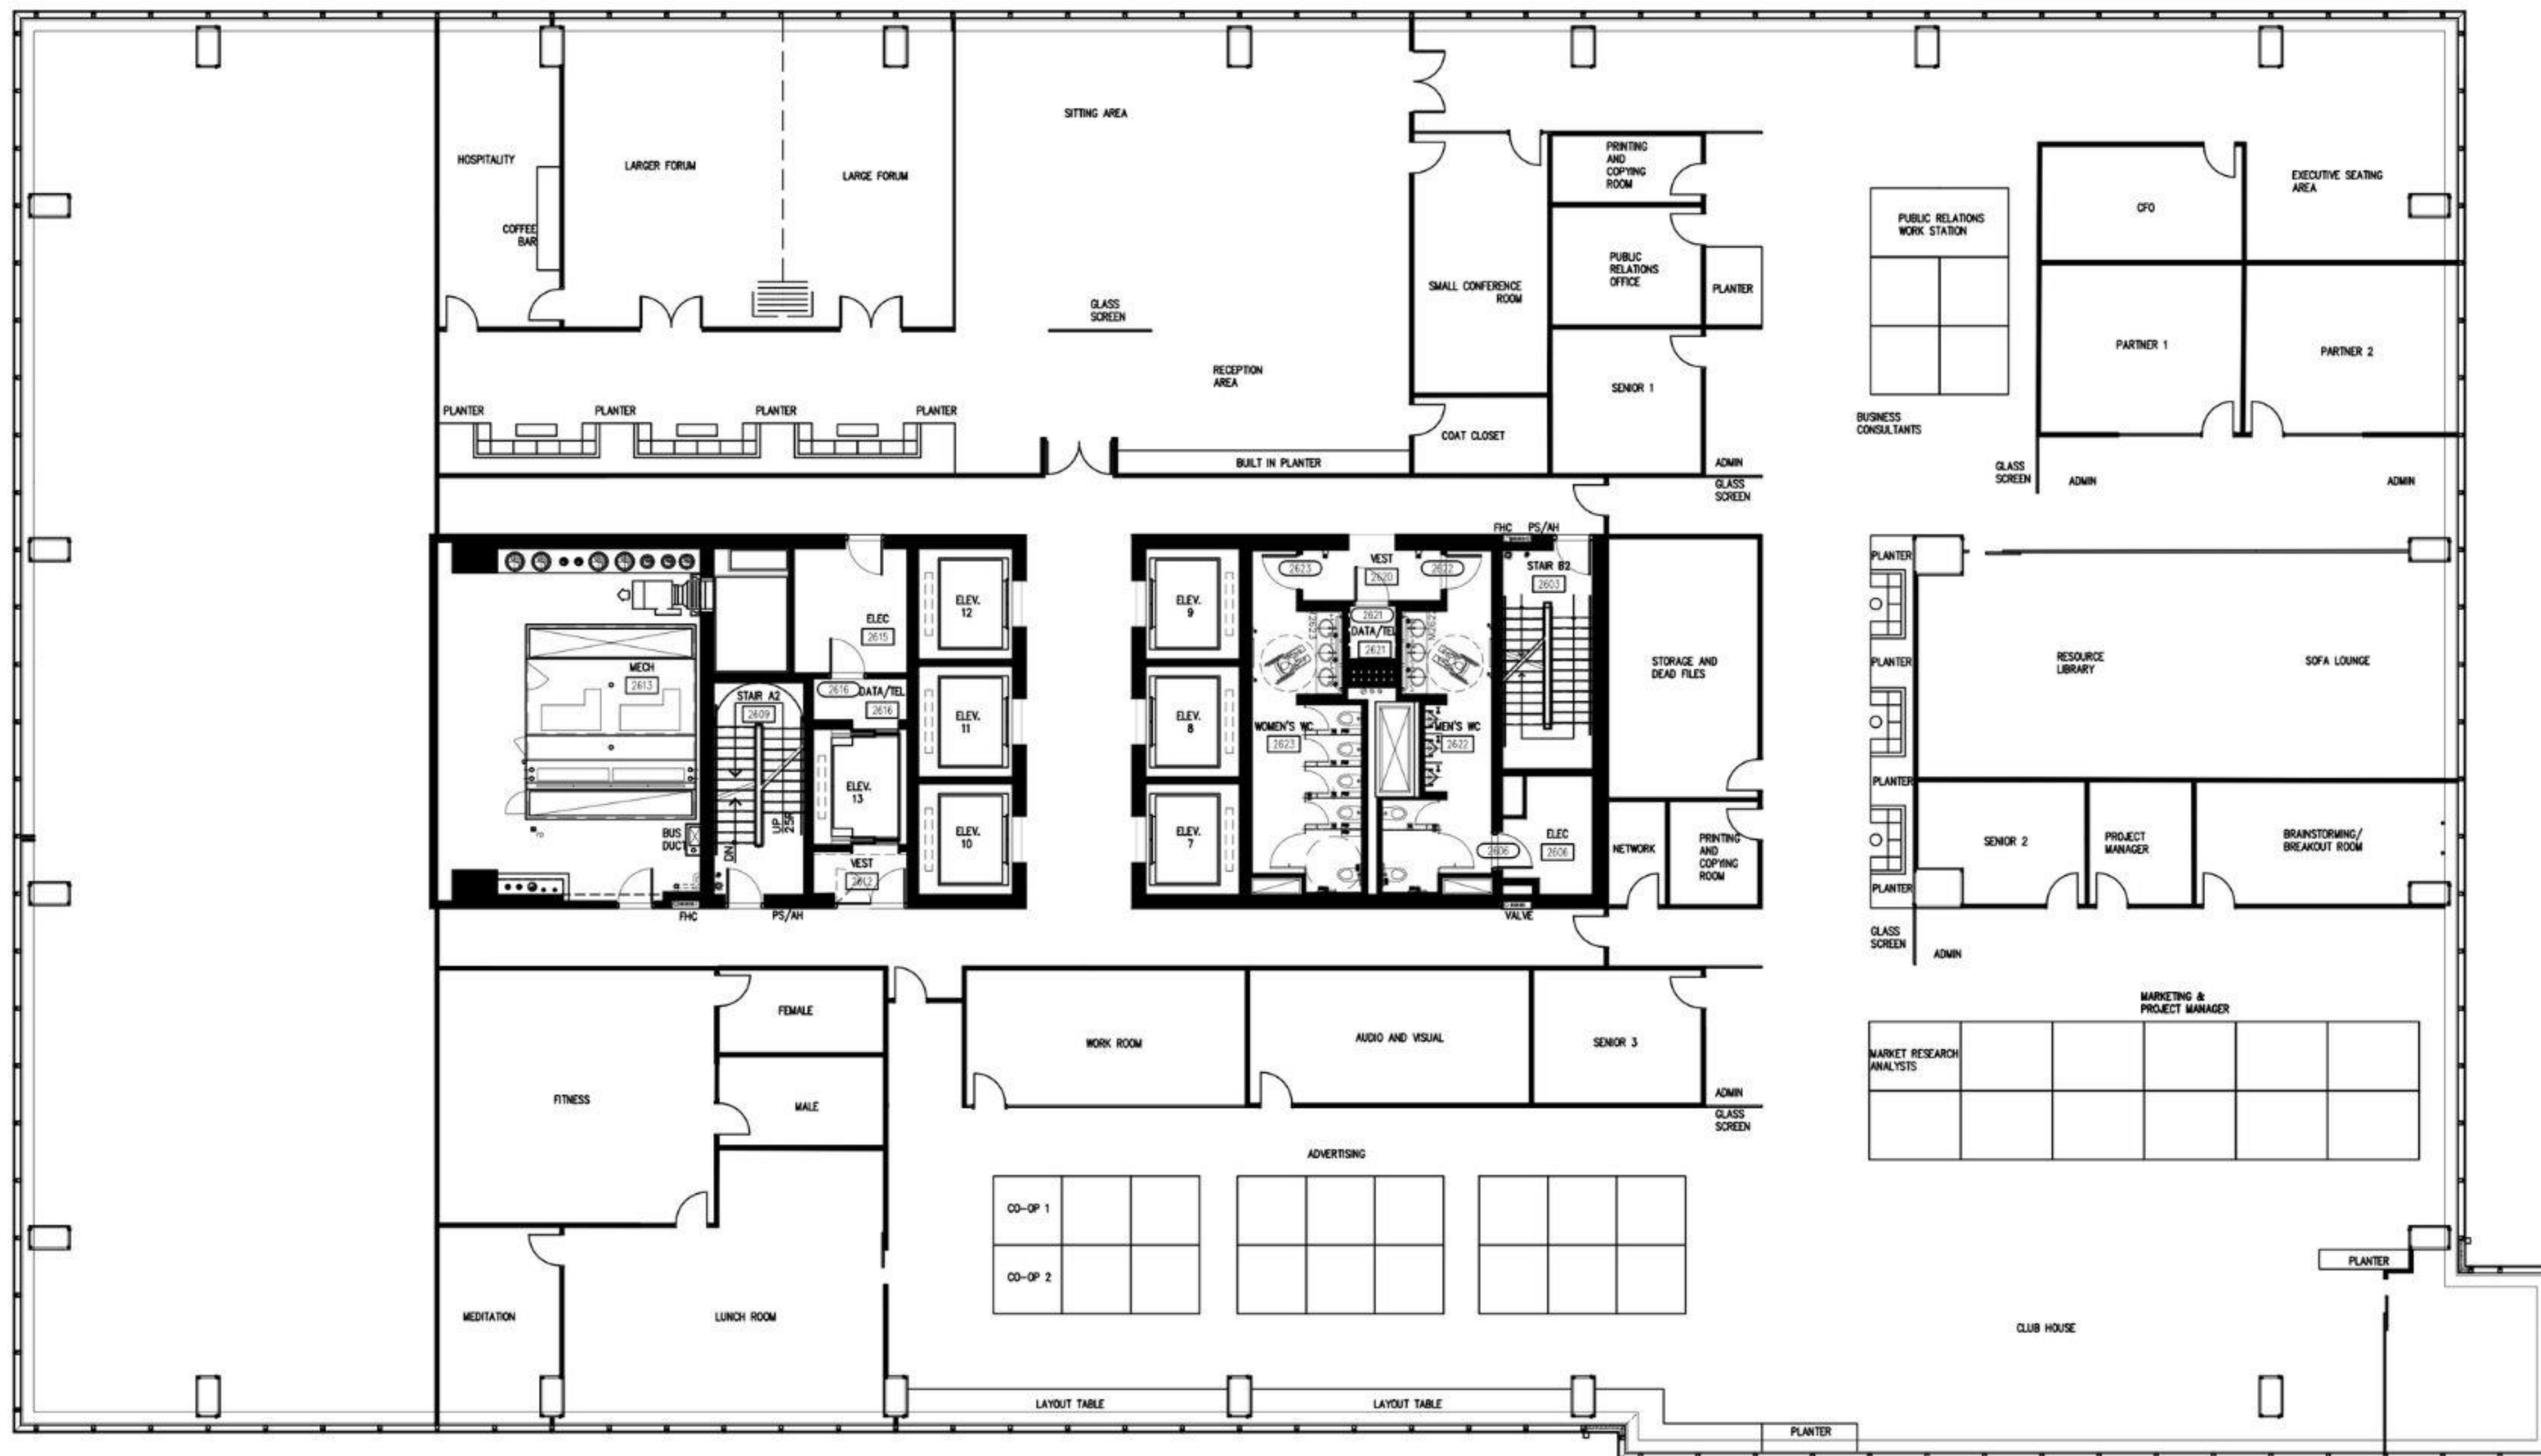 SITTING AREA
HOSPITALITY
LARGER FORUM
LARGE FORUM
COFFEE
BAR
GLASS
SCREEN
RECEPTION
AREA
PLANTER
PLANTER
PLANTER
PLANTER
BUILT IN PLANTER
SMALL CONFERENCE
ROOM
COAT CLOSET
PRINTING
AND
COPYING
ROOM
PUBLIC
RELATIONS
OFFICE
PLANTER
SENIOR 1
ADMIN
GLASS
SCREEN
PUBLIC RELATIONS
WORK STATION
BUSINESS
CONSULTANTS
CFO
EXECUTIVE SEATING
AREA
PARTNER 1
PARTNER 2
GLASS
SCREEN
ADMIN
ADMIN
MECH
2613
BUS
DUCT
FHC
STAIR A2
2609
DN
UP
PS/AH
ELEC
2615
2616
DATA/TEL
2616
ELEV.
13
VEST
2612
ELEV.
12
ELEV.
11
ELEV.
10
ELEV.
9
ELEV.
8
ELEV.
7
2623
VEST
2620
2622
2621
DATA/TEL
2621
WOMEN'S WC
2623
MEN'S WC
2622
FHC
PS/AH
STAIR B2
2603
2606
ELEC
2606
VALVE
STORAGE AND
DEAD FILES
NETWORK
PRINTING
AND
COPYING
ROOM
PLANTER
PLANTER
PLANTER
PLANTER
RESOURCE
LIBRARY
SOFA LOUNGE
SENIOR 2
PROJECT
MANAGER
BRAINSTORMING/
BREAKOUT ROOM
GLASS
SCREEN
ADMIN
FITNESS
FEMALE
MALE
WORK ROOM
AUDIO AND VISUAL
SENIOR 3
ADMIN
GLASS
SCREEN
MARKETING &
PROJECT MANAGER
MARKET RESEARCH
ANALYSTS
ADVERTISING
CO-OP 1
CO-OP 2
MEDITATION
LUNCH ROOM
LAYOUT TABLE
LAYOUT TABLE
PLANTER
CLUB HOUSE
PLANTER